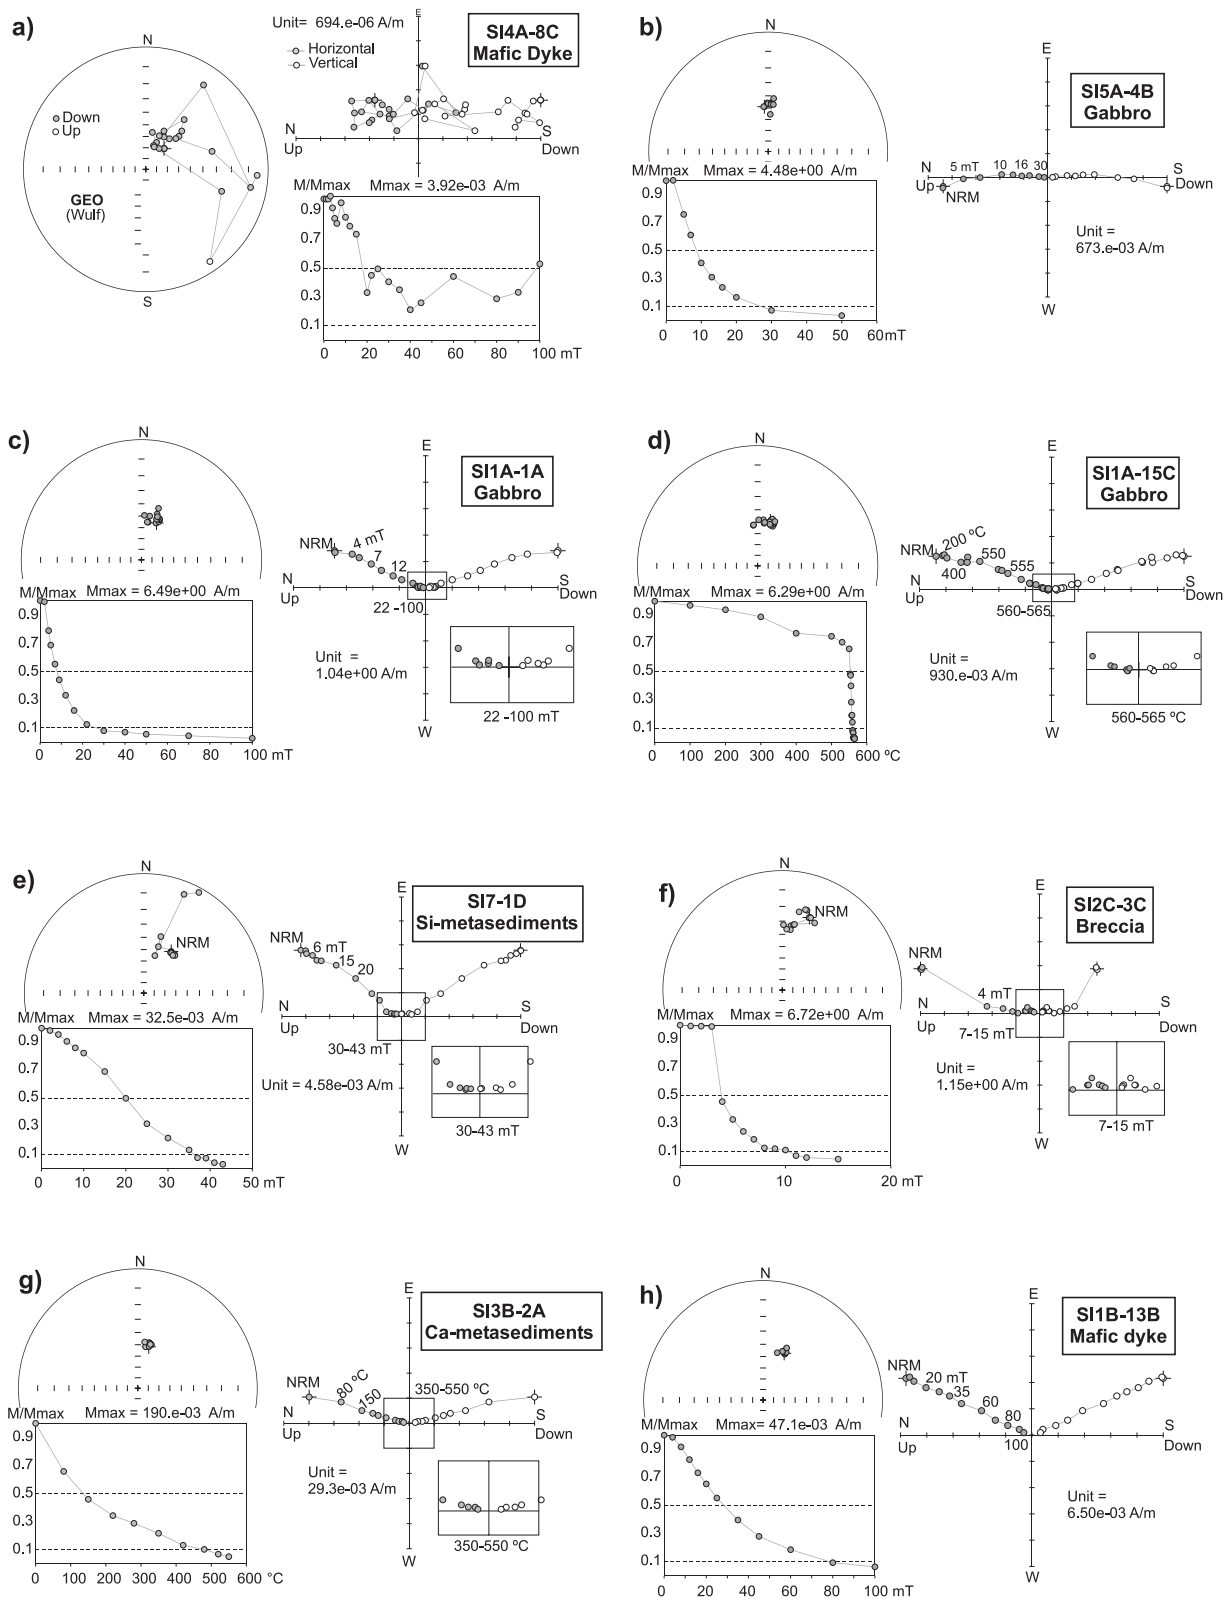 a)
N
Down
Up
GEO
(Wulf)
S
Unit= 694.e-06 A/m
Horizontal
Vertical
E
SI4A-8C
Mafic Dyke
N
Up
S
Down
M/Mmax
Mmax = 3.92e-03 A/m
0.9
0.7
0.5
0.3
0.1
0 20 40 60 80 100 mT
b)
N
E
SI5A-4B
Gabbro
N
Up
5 mT
10
16
30
NRM
S
Down
W
Unit =
673.e-03 A/m
M/Mmax
Mmax = 4.48e+00 A/m
0.9
0.7
0.5
0.3
0.1
0 10 20 30 40 50 60 mT
c)
N
E
SI1A-1A
Gabbro
NRM
4 mT
7
12
N
Up
S
Down
22 -100
W
Unit =
1.04e+00 A/m
22 -100 mT
M/Mmax
Mmax = 6.49e+00 A/m
0.9
0.7
0.5
0.3
0.1
0 20 40 60 80 100 mT
d)
N
E
SI1A-15C
Gabbro
NRM
200 ºC
400
550
555
N
Up
S
Down
560-565
W
Unit =
930.e-03 A/m
560-565 ºC
M/Mmax
Mmax = 6.29e+00 A/m
0.9
0.7
0.5
0.3
0.1
0 100 200 300 400 500 600 ºC
e)
N
NRM
E
SI7-1D
Si-metasediments
NRM
6 mT
15
20
N
Up
S
Down
30-43 mT
W
Unit = 4.58e-03 A/m
30-43 mT
M/Mmax
Mmax = 32.5e-03 A/m
0.9
0.7
0.5
0.3
0.1
0 10 20 30 40 50 mT
f)
N
NRM
E
SI2C-3C
Breccia
NRM
4 mT
N
Up
S
Down
7-15 mT
W
Unit =
1.15e+00 A/m
7-15 mT
M/Mmax
Mmax = 6.72e+00 A/m
0.9
0.7
0.5
0.3
0.1
0 10 20 mT
g)
N
E
SI3B-2A
Ca-metasediments
NRM
80 ºC
150
350-550 ºC
N
Up
S
Down
W
Unit =
29.3e-03 A/m
350-550 ºC
M/Mmax
Mmax = 190.e-03 A/m
0.9
0.7
0.5
0.3
0.1
0 100 200 300 400 500 600 °C
h)
N
E
SI1B-13B
Mafic dyke
NRM
20 mT
35
60
80
100
N
Up
S
Down
W
Unit =
6.50e-03 A/m
M/Mmax
Mmax= 47.1e-03 A/m
0.9
0.7
0.5
0.3
0.1
0 20 40 60 80 100 mT